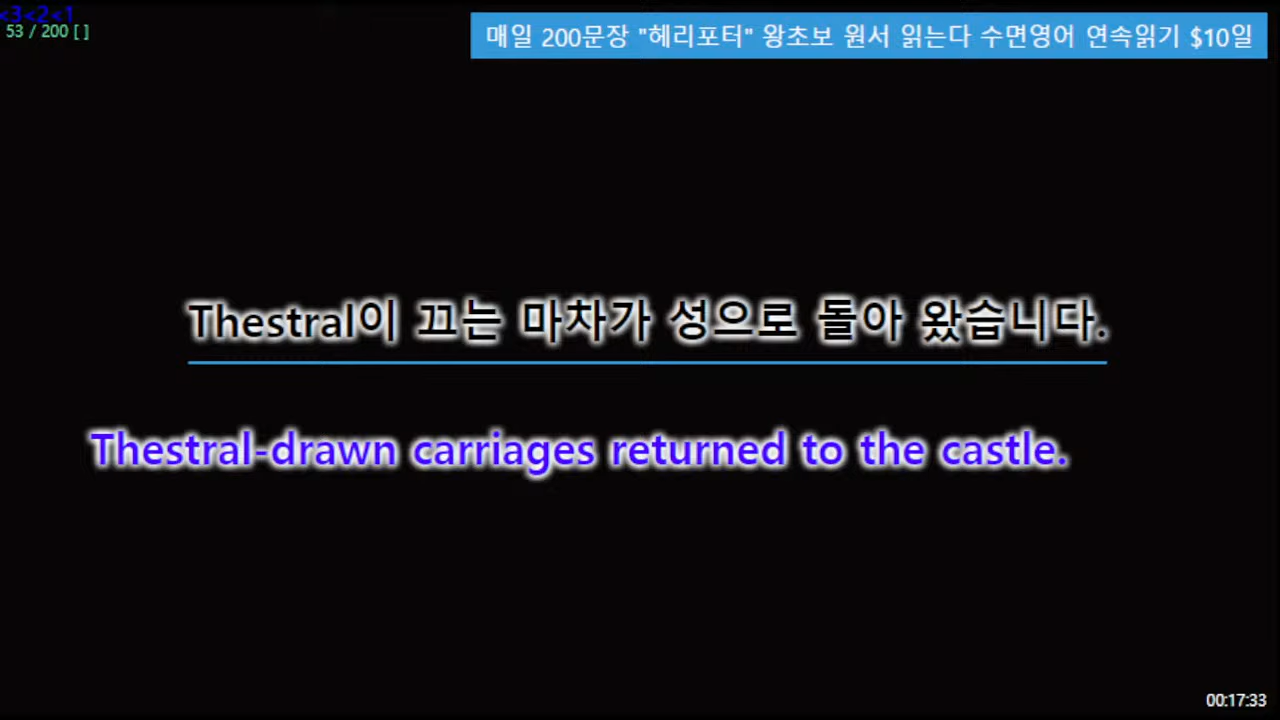 <3<2<1
53 / 200 [ ]
매일 200문장 "헤리포터" 왕초보 원서 읽는다 수면영어 연속읽기 $10일
Thestral이 끄는 마차가 성으로 돌아 왔습니다.
Thestral-drawn carriages returned to the castle.
00:17:33